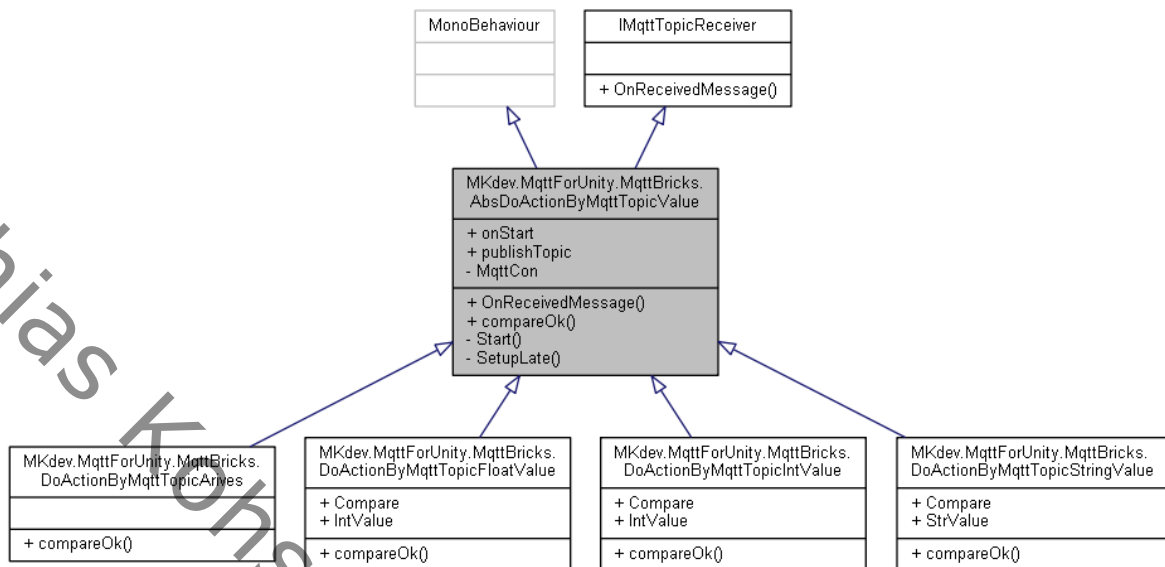 MonoBehaviour
IMqttTopicReceiver
+ OnReceivedMessage()
MKdev.MqttForUnity.MqttBricks.
AbsDoActionByMqttTopicValue
+ onStart
+ publishTopic
- MqttCon
+ OnReceivedMessage()
+ compareOk()
- Start()
- SetupLate()
MKdev.MqttForUnity.MqttBricks.
DoActionByMqttTopicArives
+ compareOk()
MKdev.MqttForUnity.MqttBricks.
DoActionByMqttTopicFloatValue
+ Compare
+ IntValue
+ compareOk()
MKdev.MqttForUnity.MqttBricks.
DoActionByMqttTopicIntValue
+ Compare
+ IntValue
+ compareOk()
MKdev.MqttForUnity.MqttBricks.
DoActionByMqttTopicStringValue
+ Compare
+ StrValue
+ compareOk()